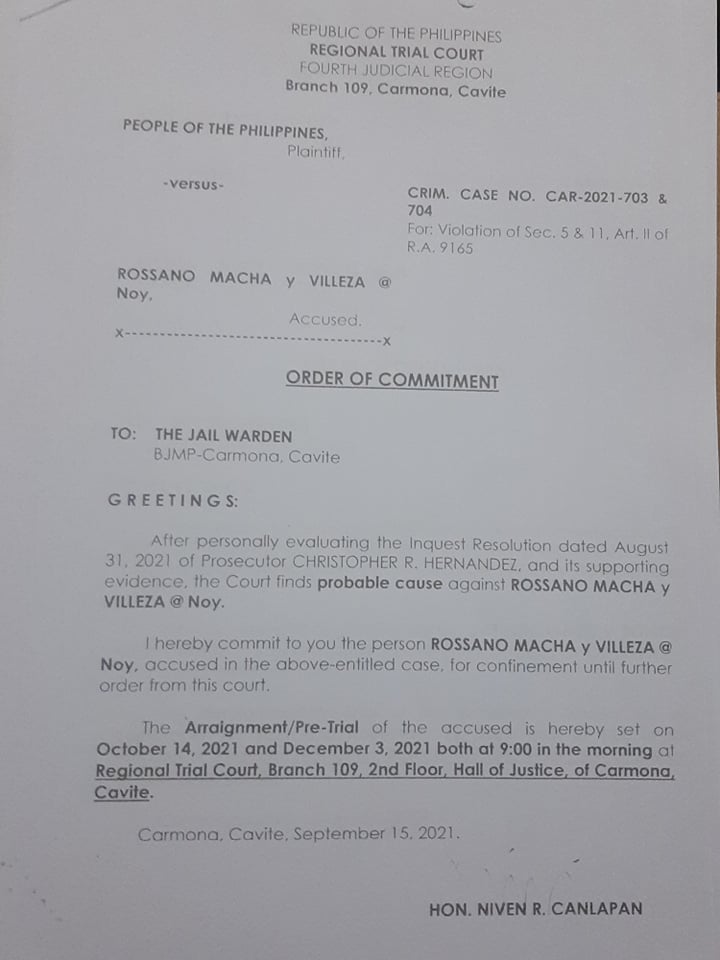 REPUBLIC OF THE PHILIPPINES
REGIONAL TRIAL COURT
FOURTH JUDICIAL REGION
Branch 109, Carmona, Cavite
PEOPLE OF THE PHILIPPINES,
Plaintiff,
-versus-
CRIM. CASE NO. CAR-2021-703 &
704
For: Violation of Sec. 5 & 11, Art. II of
R.A. 9165
ROSSANO MACHA y VILLEZA @
Noy,
Accused.
x-----------------------------------x
ORDER OF COMMITMENT
TO: THE JAIL WARDEN
BJMP-Carmona, Cavite
G R E E T I N G S:
After personally evaluating the Inquest Resolution dated August
31, 2021 of Prosecutor CHRISTOPHER R. HERNANDEZ, and its supporting
evidence, the Court finds probable cause against ROSSANO MACHA y
VILLEZA @ Noy.
I hereby commit to you the person ROSSANO MACHA y VILLEZA @
Noy, accused in the above-entitled case, for confinement until further
order from this court.
The Arraignment/Pre-Trial of the accused is hereby set on
October 14, 2021 and December 3, 2021 both at 9:00 in the morning at
Regional Trial Court, Branch 109, 2nd Floor, Hall of Justice, of Carmona,
Cavite.
Carmona, Cavite, September 15, 2021.
HON. NIVEN R. CANLAPAN